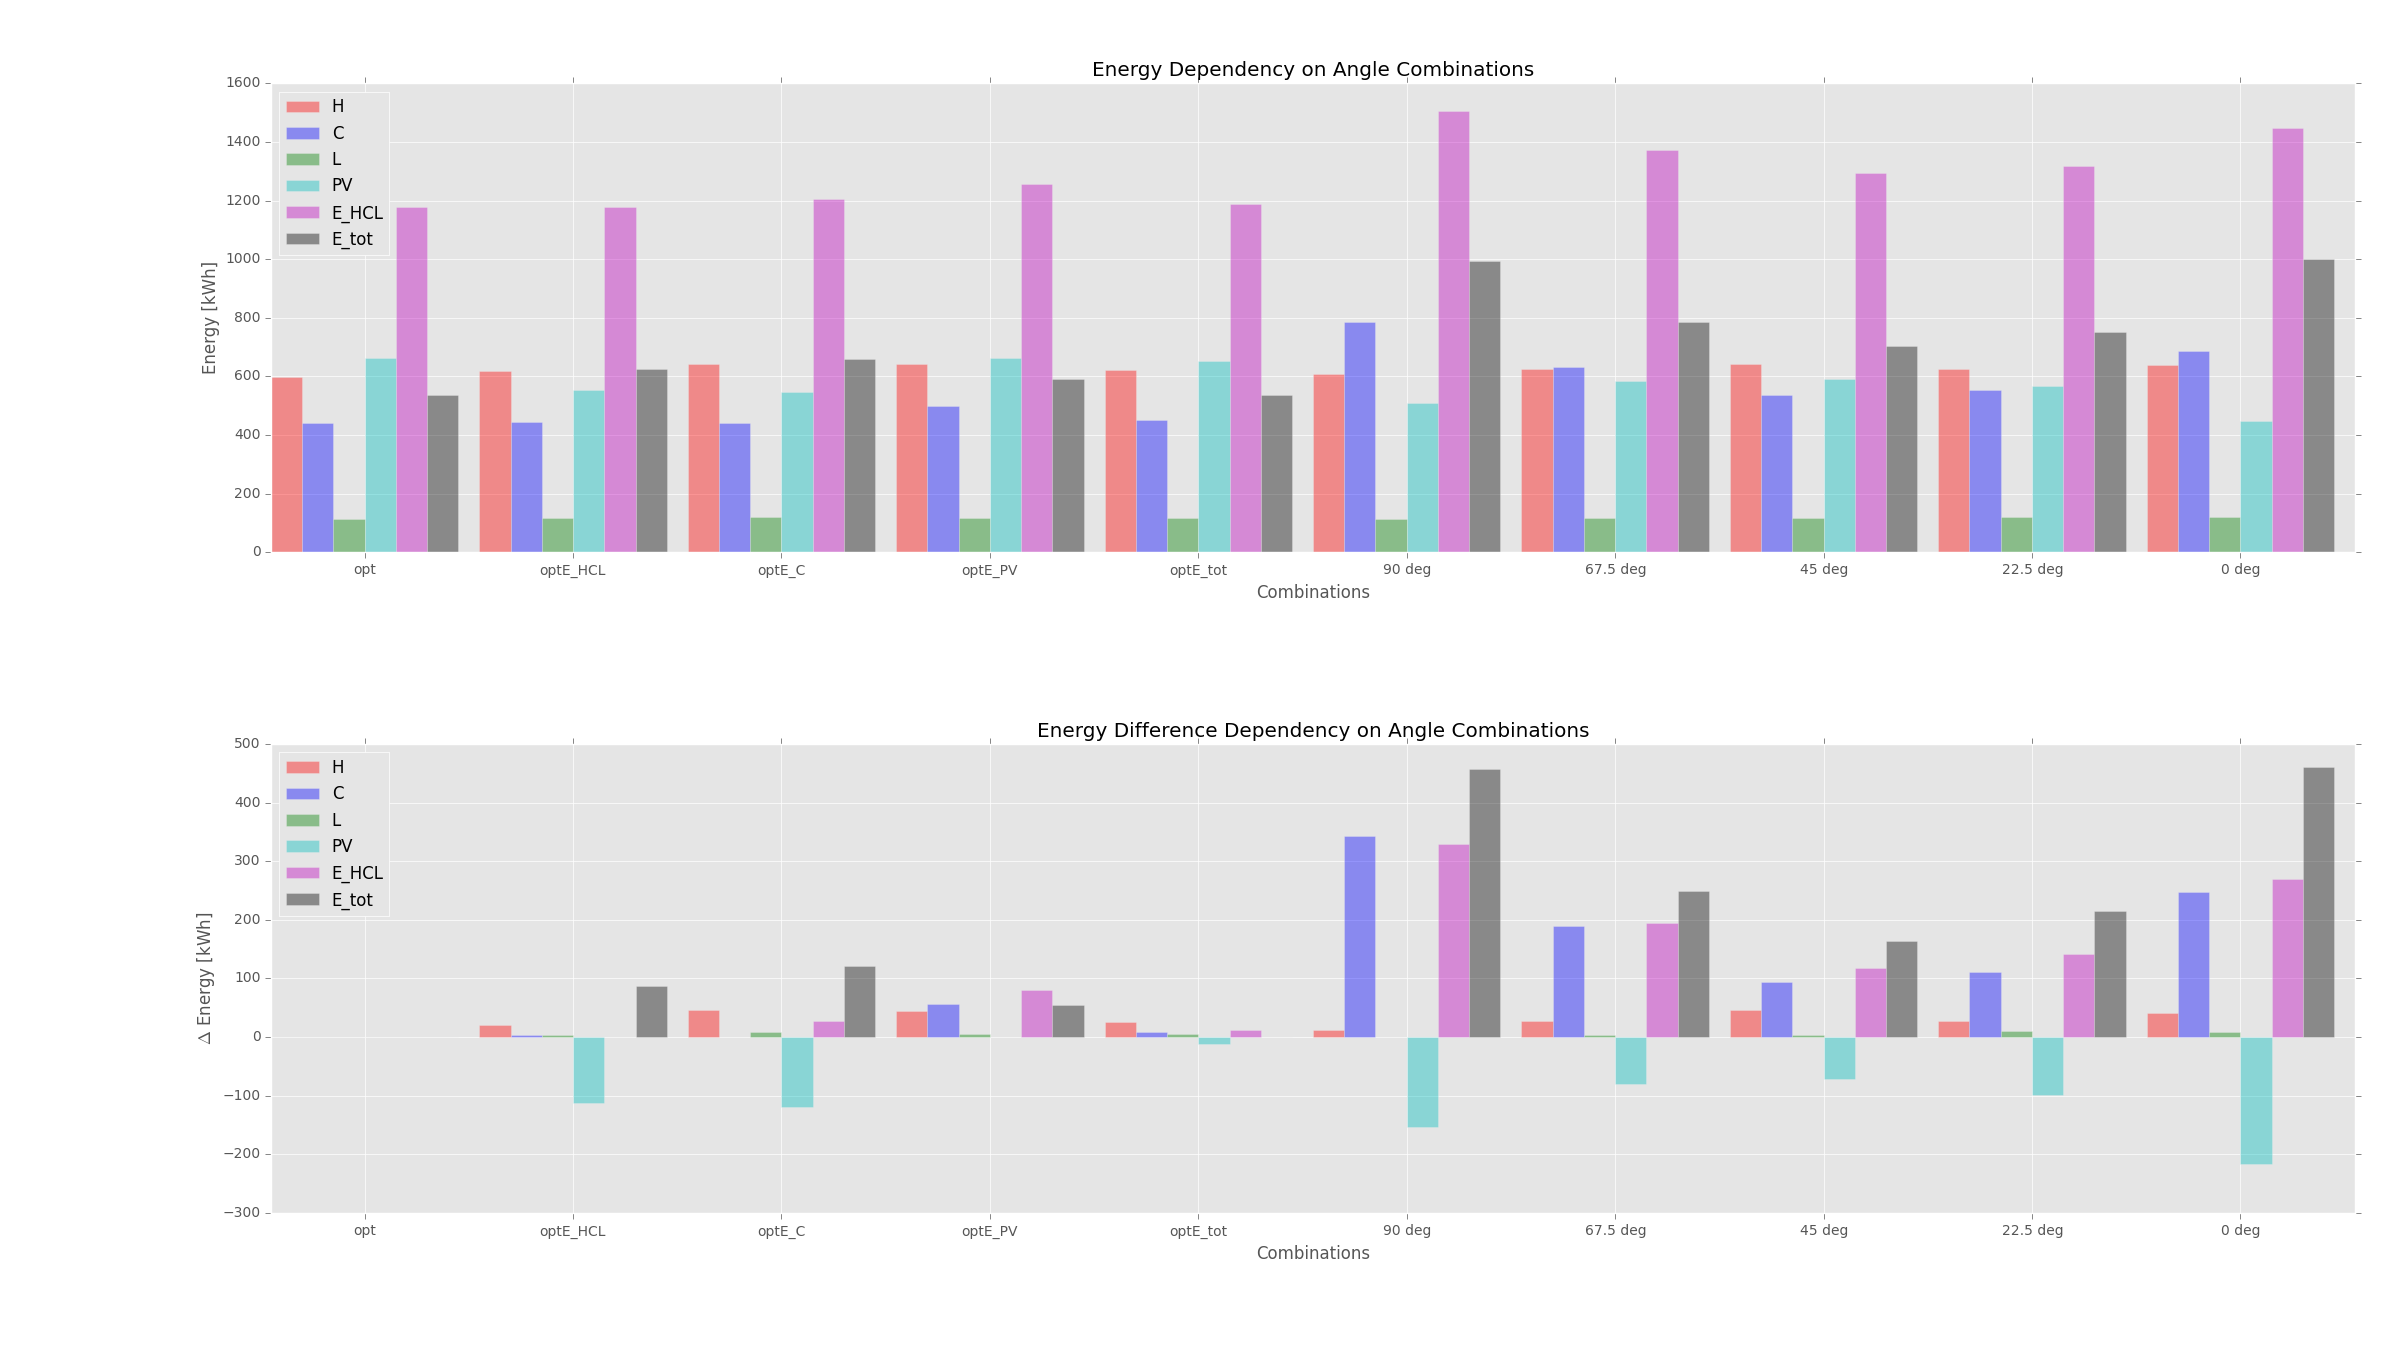 Energy Dependency on Angle Combinations
1600
1400
1200
1000
800
600
400
200
0
Energy [kWh]
H
C
L
PV
E_HCL
E_tot
opt optE_HCL optE_C optE_PV optE_tot 90 deg 67.5 deg 45 deg 22.5 deg 0 deg
Combinations
Energy Difference Dependency on Angle Combinations
500
400
300
200
100
0
−100
−200
−300
Δ Energy [kWh]
H
C
L
PV
E_HCL
E_tot
opt optE_HCL optE_C optE_PV optE_tot 90 deg 67.5 deg 45 deg 22.5 deg 0 deg
Combinations